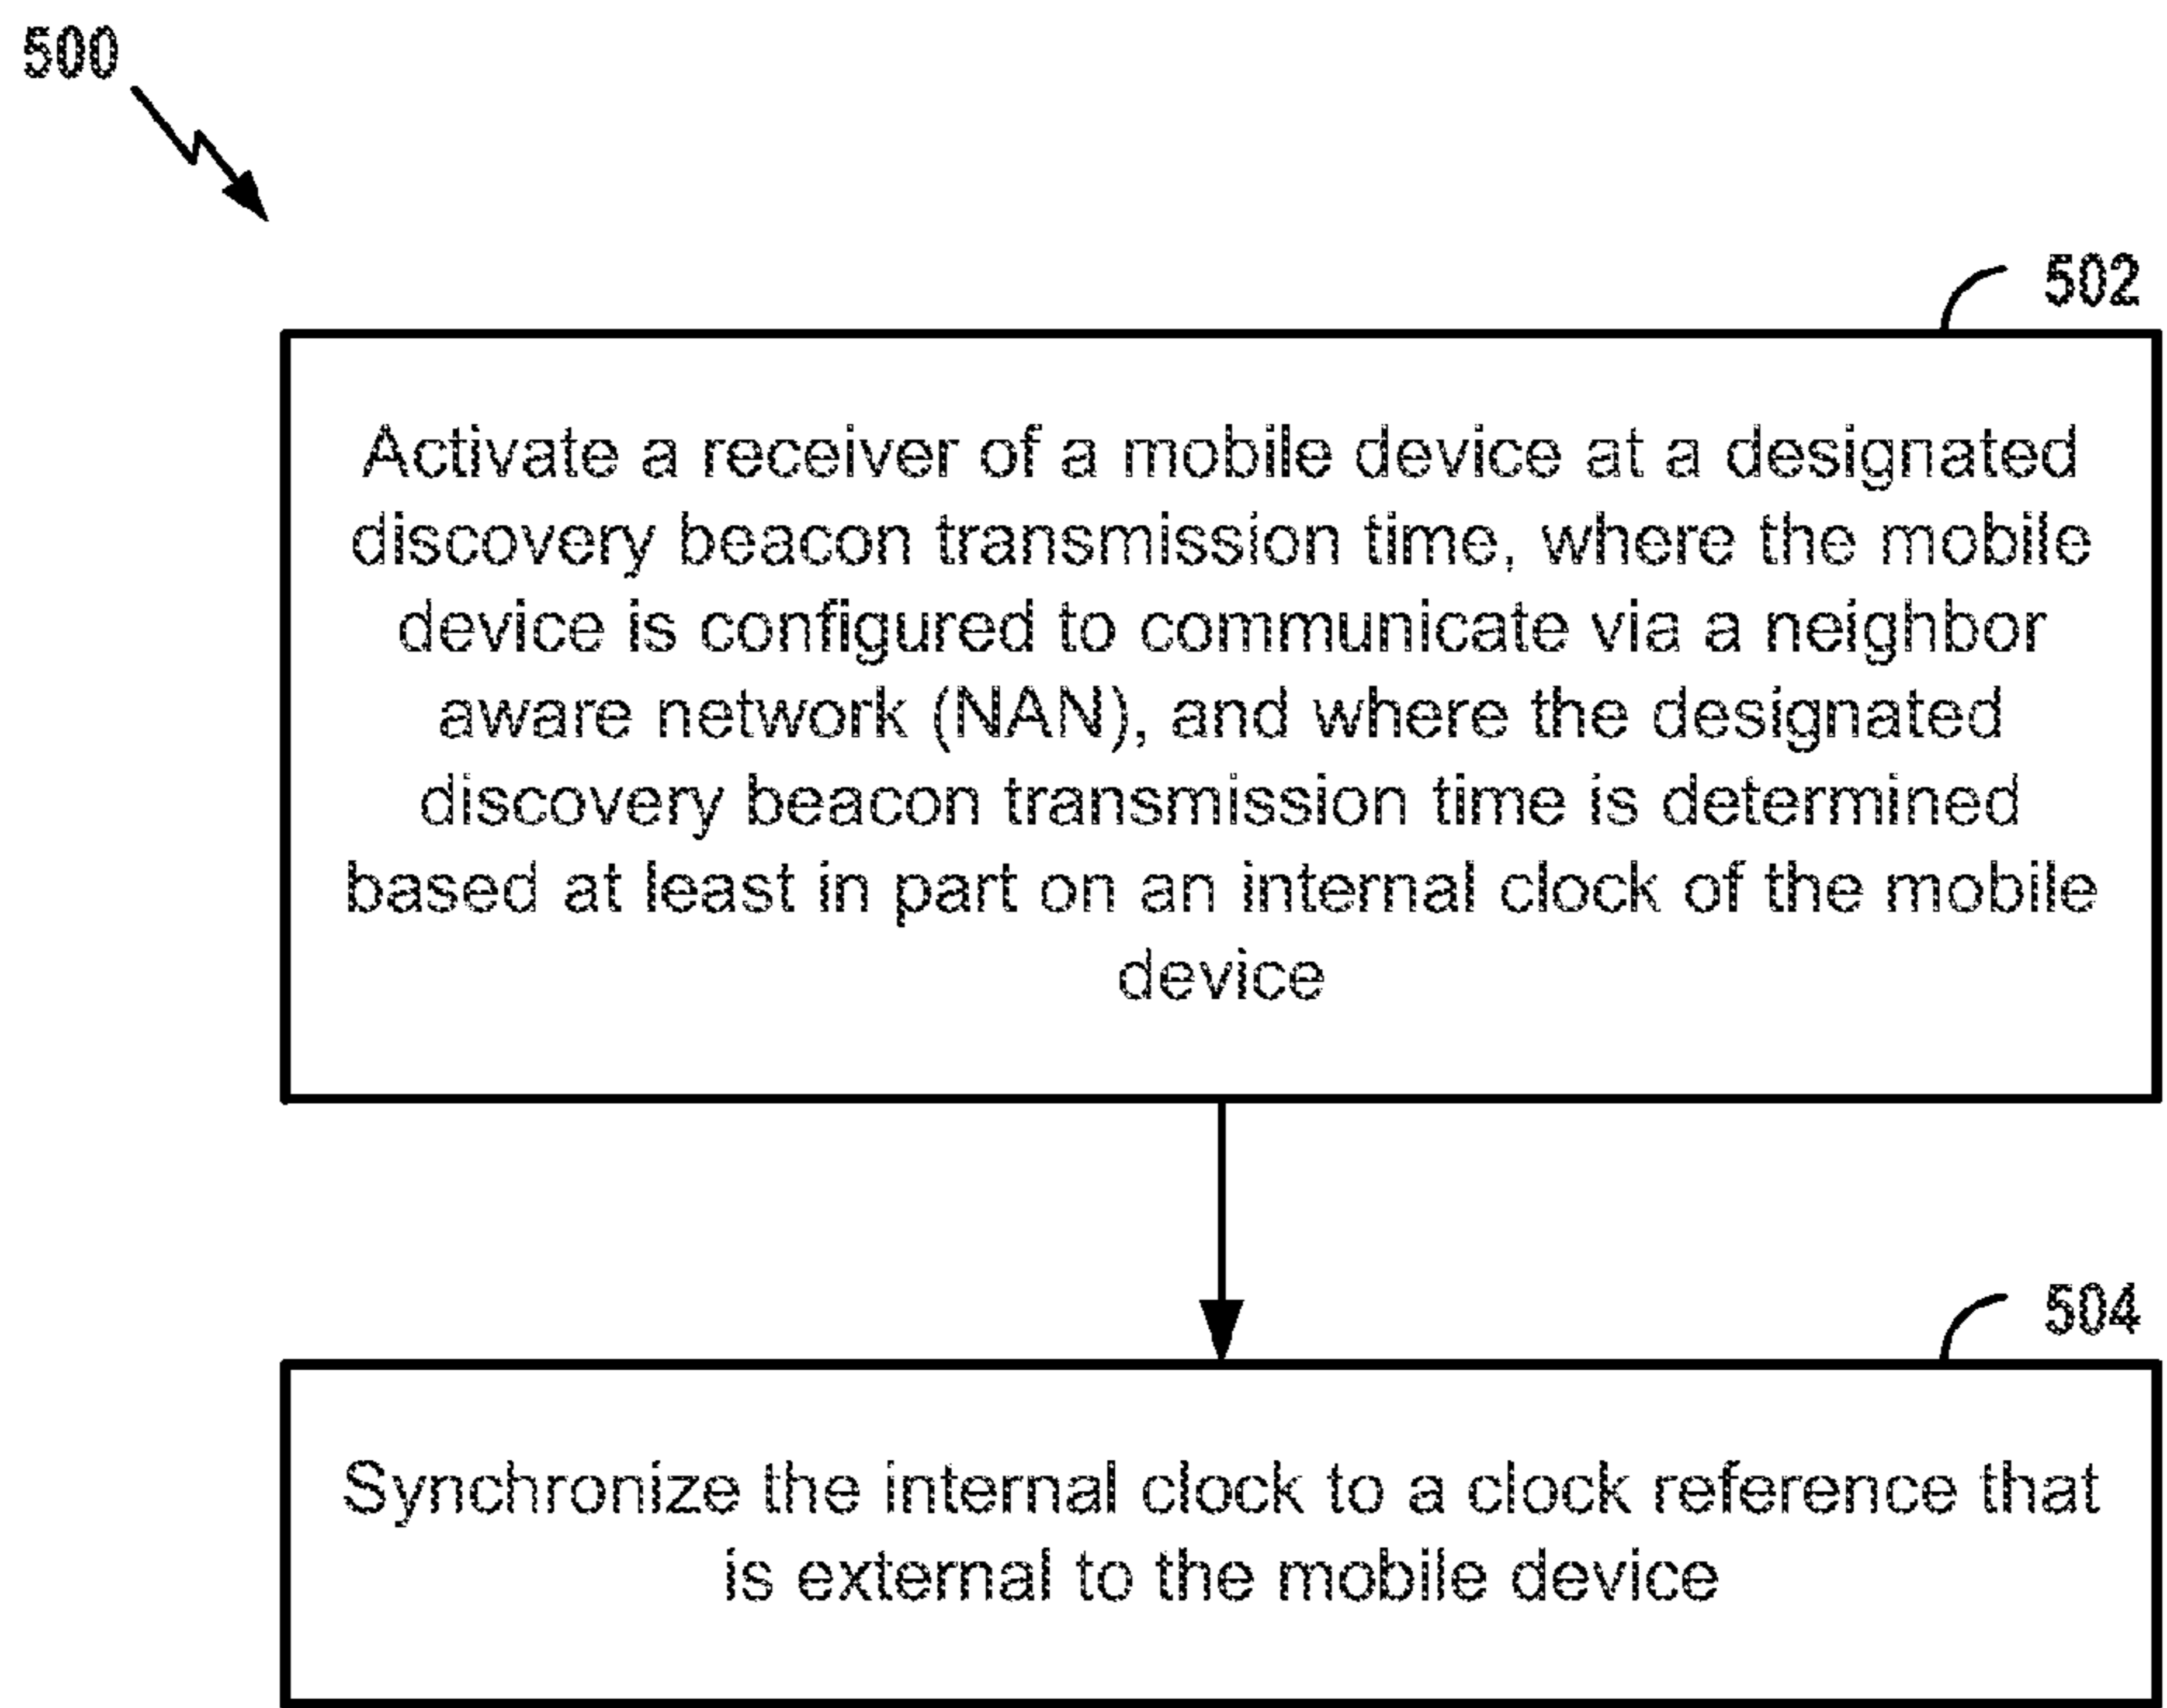 500
502
Activate a receiver of a mobile device at a designated
discovery beacon transmission time, where the mobile
device is configured to communicate via a neighbor
aware network (NAN), and where the designated
discovery beacon transmission time is determined
based at least in part on an internal clock of the mobile
device
504
Synchronize the internal clock to a clock reference that
is external to the mobile device